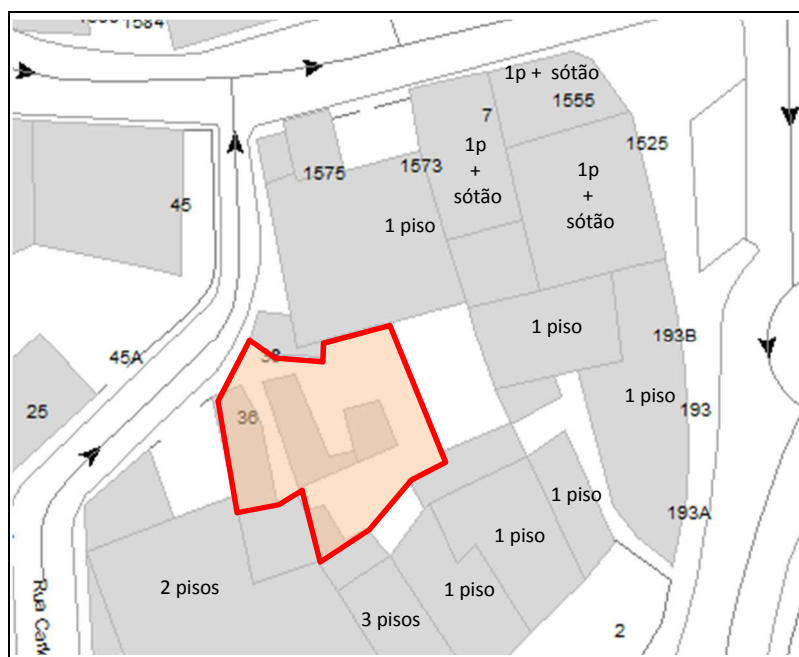 1584
1p + sótão
1555
7
1p
+
sótão
1525
1575
1573
1p
+
sótão
45
1 piso
1 piso
193B
45A
38
1 piso
193
25
36
1 piso
193A
1 piso
2 pisos
1 piso
3 pisos
2
Rua